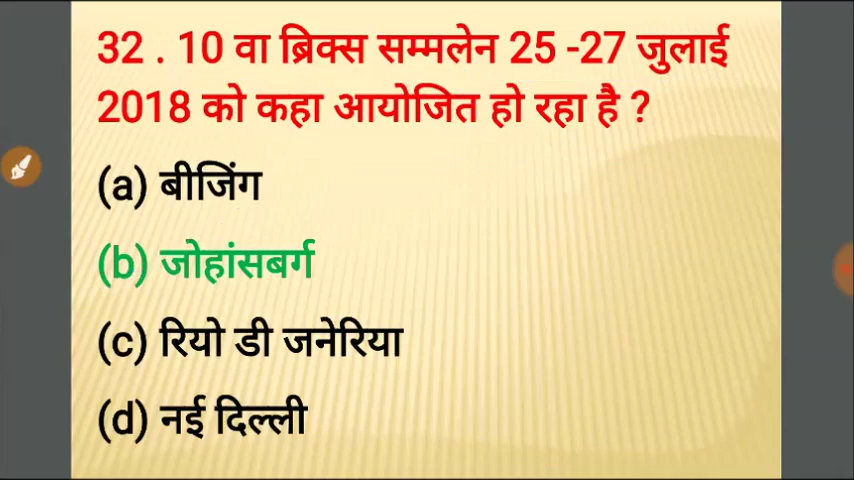 32 . 10 वा ब्रिक्स सम्मलेन 25 -27 जुलाई
2018 को कहा आयोजित हो रहा है ?
(a) बीजिंग
(b) जोहांसबर्ग
(c) रियो डी जनेरिया
(d) नई दिल्ली